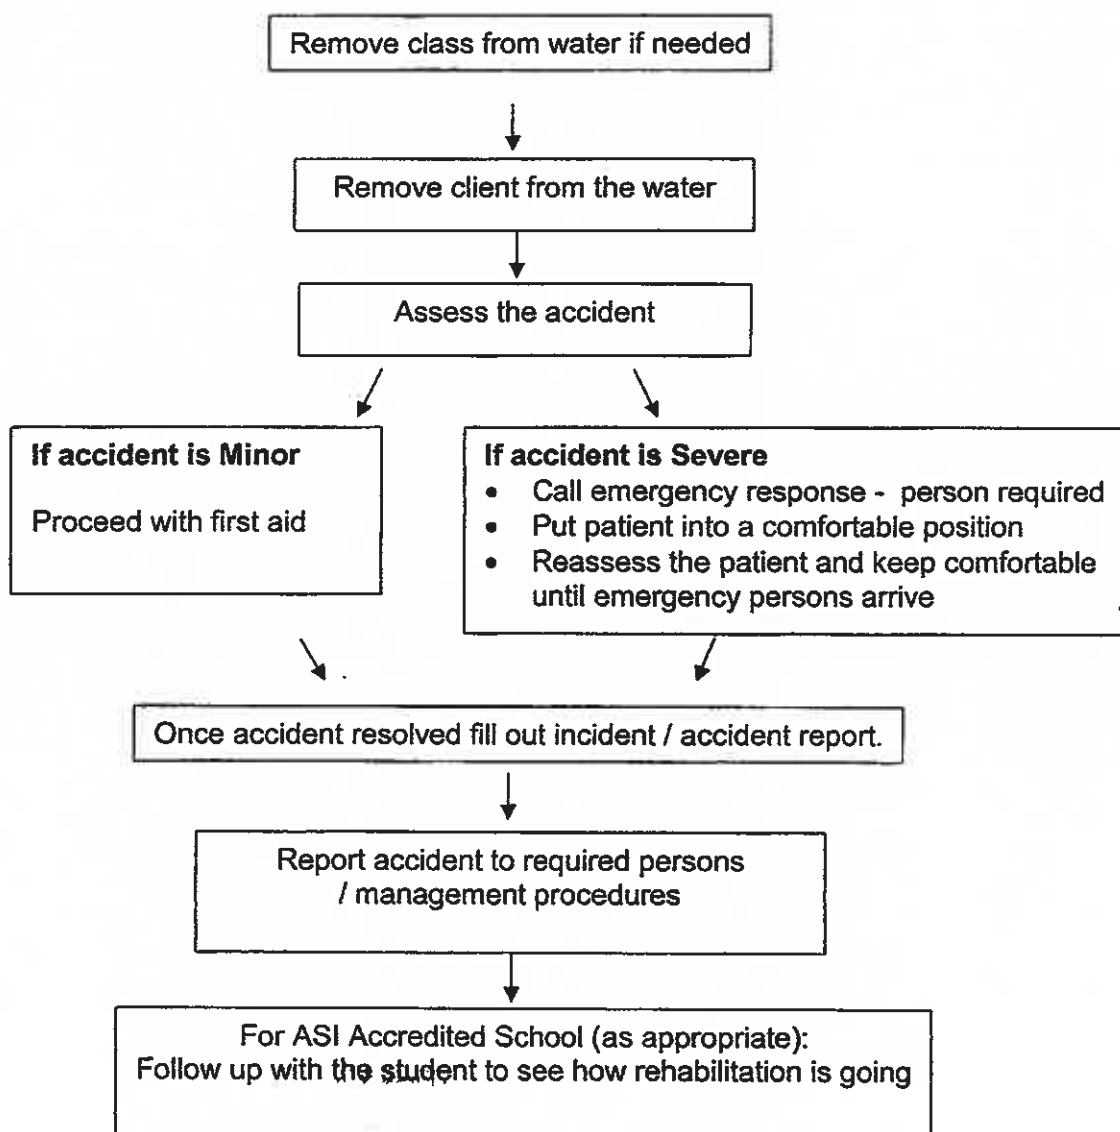 Remove class from water if needed
Remove client from the water
Assess the accident
If accident is Minor
Proceed with first aid
If accident is Severe
• Call emergency response - person required
• Put patient into a comfortable position
• Reassess the patient and keep comfortable
until emergency persons arrive
Once accident resolved fill out incident / accident report.
Report accident to required persons
/ management procedures
For ASI Accredited School (as appropriate):
Follow up with the student to see how rehabilitation is going